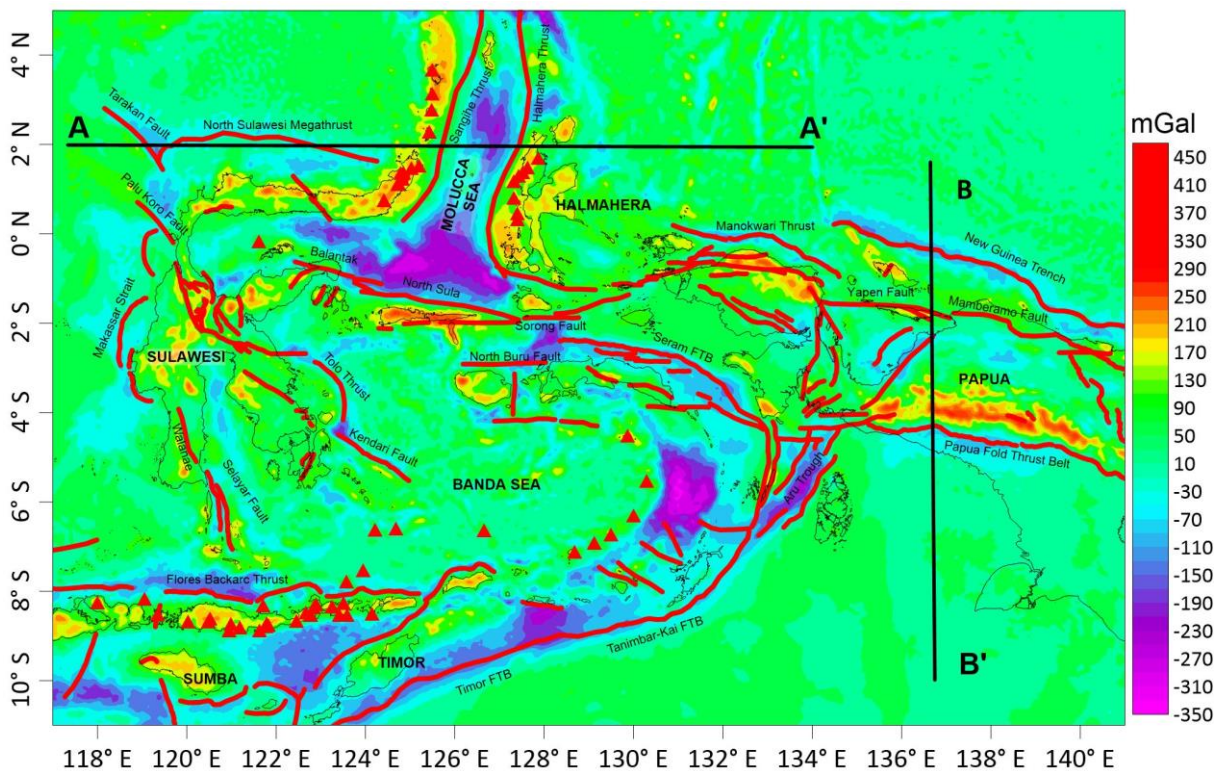 mGal
450
410
370
330
290
250
210
170
130
90
50
10
-30
-70
-110
-150
-190
-230
-270
-310
-350
4° N
2° N
0° N
2° S
4° S
6° S
8° S
10° S
118° E
120° E
122° E
124° E
126° E
128° E
130° E
132° E
134° E
136° E
138° E
140° E
Tarakan Fault
A
North Sulawesi Megathrust
Sangihe Thrust
Halmahera Thrust
A'
MOLUCCA
SEA
HALMAHERA
B
Palu Koro Fault
Manokwari Thrust
New Guinea Trench
Balantak
North Sula
Yapen Fault
Mamberamo Fault
Makassar Strait
Sorong Fault
SULAWESI
Tolo Thrust
North Buru Fault
Seram FTB
PAPUA
Walanae
Kendari Fault
Papua Fold Thrust Belt
Selayar Fault
BANDA SEA
Aru Trough
Flores Backarc Thrust
Tanimbar-Kai FTB
TIMOR
SUMBA
Timor FTB
B'